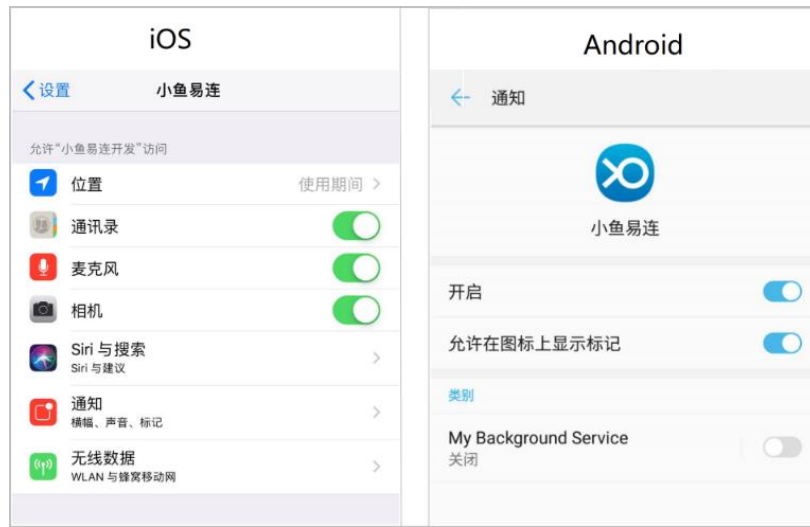 iOS
设置
小鱼易连
允许“小鱼易连开发”访问
位置
使用期间
通讯录
麦克风
相机
Siri 与搜索
Siri 与建议
通知
横幅、声音、标记
无线数据
WLAN 与蜂窝移动网
Android
通知
小鱼易连
开启
允许在图标上显示标记
类别
My Background Service
关闭